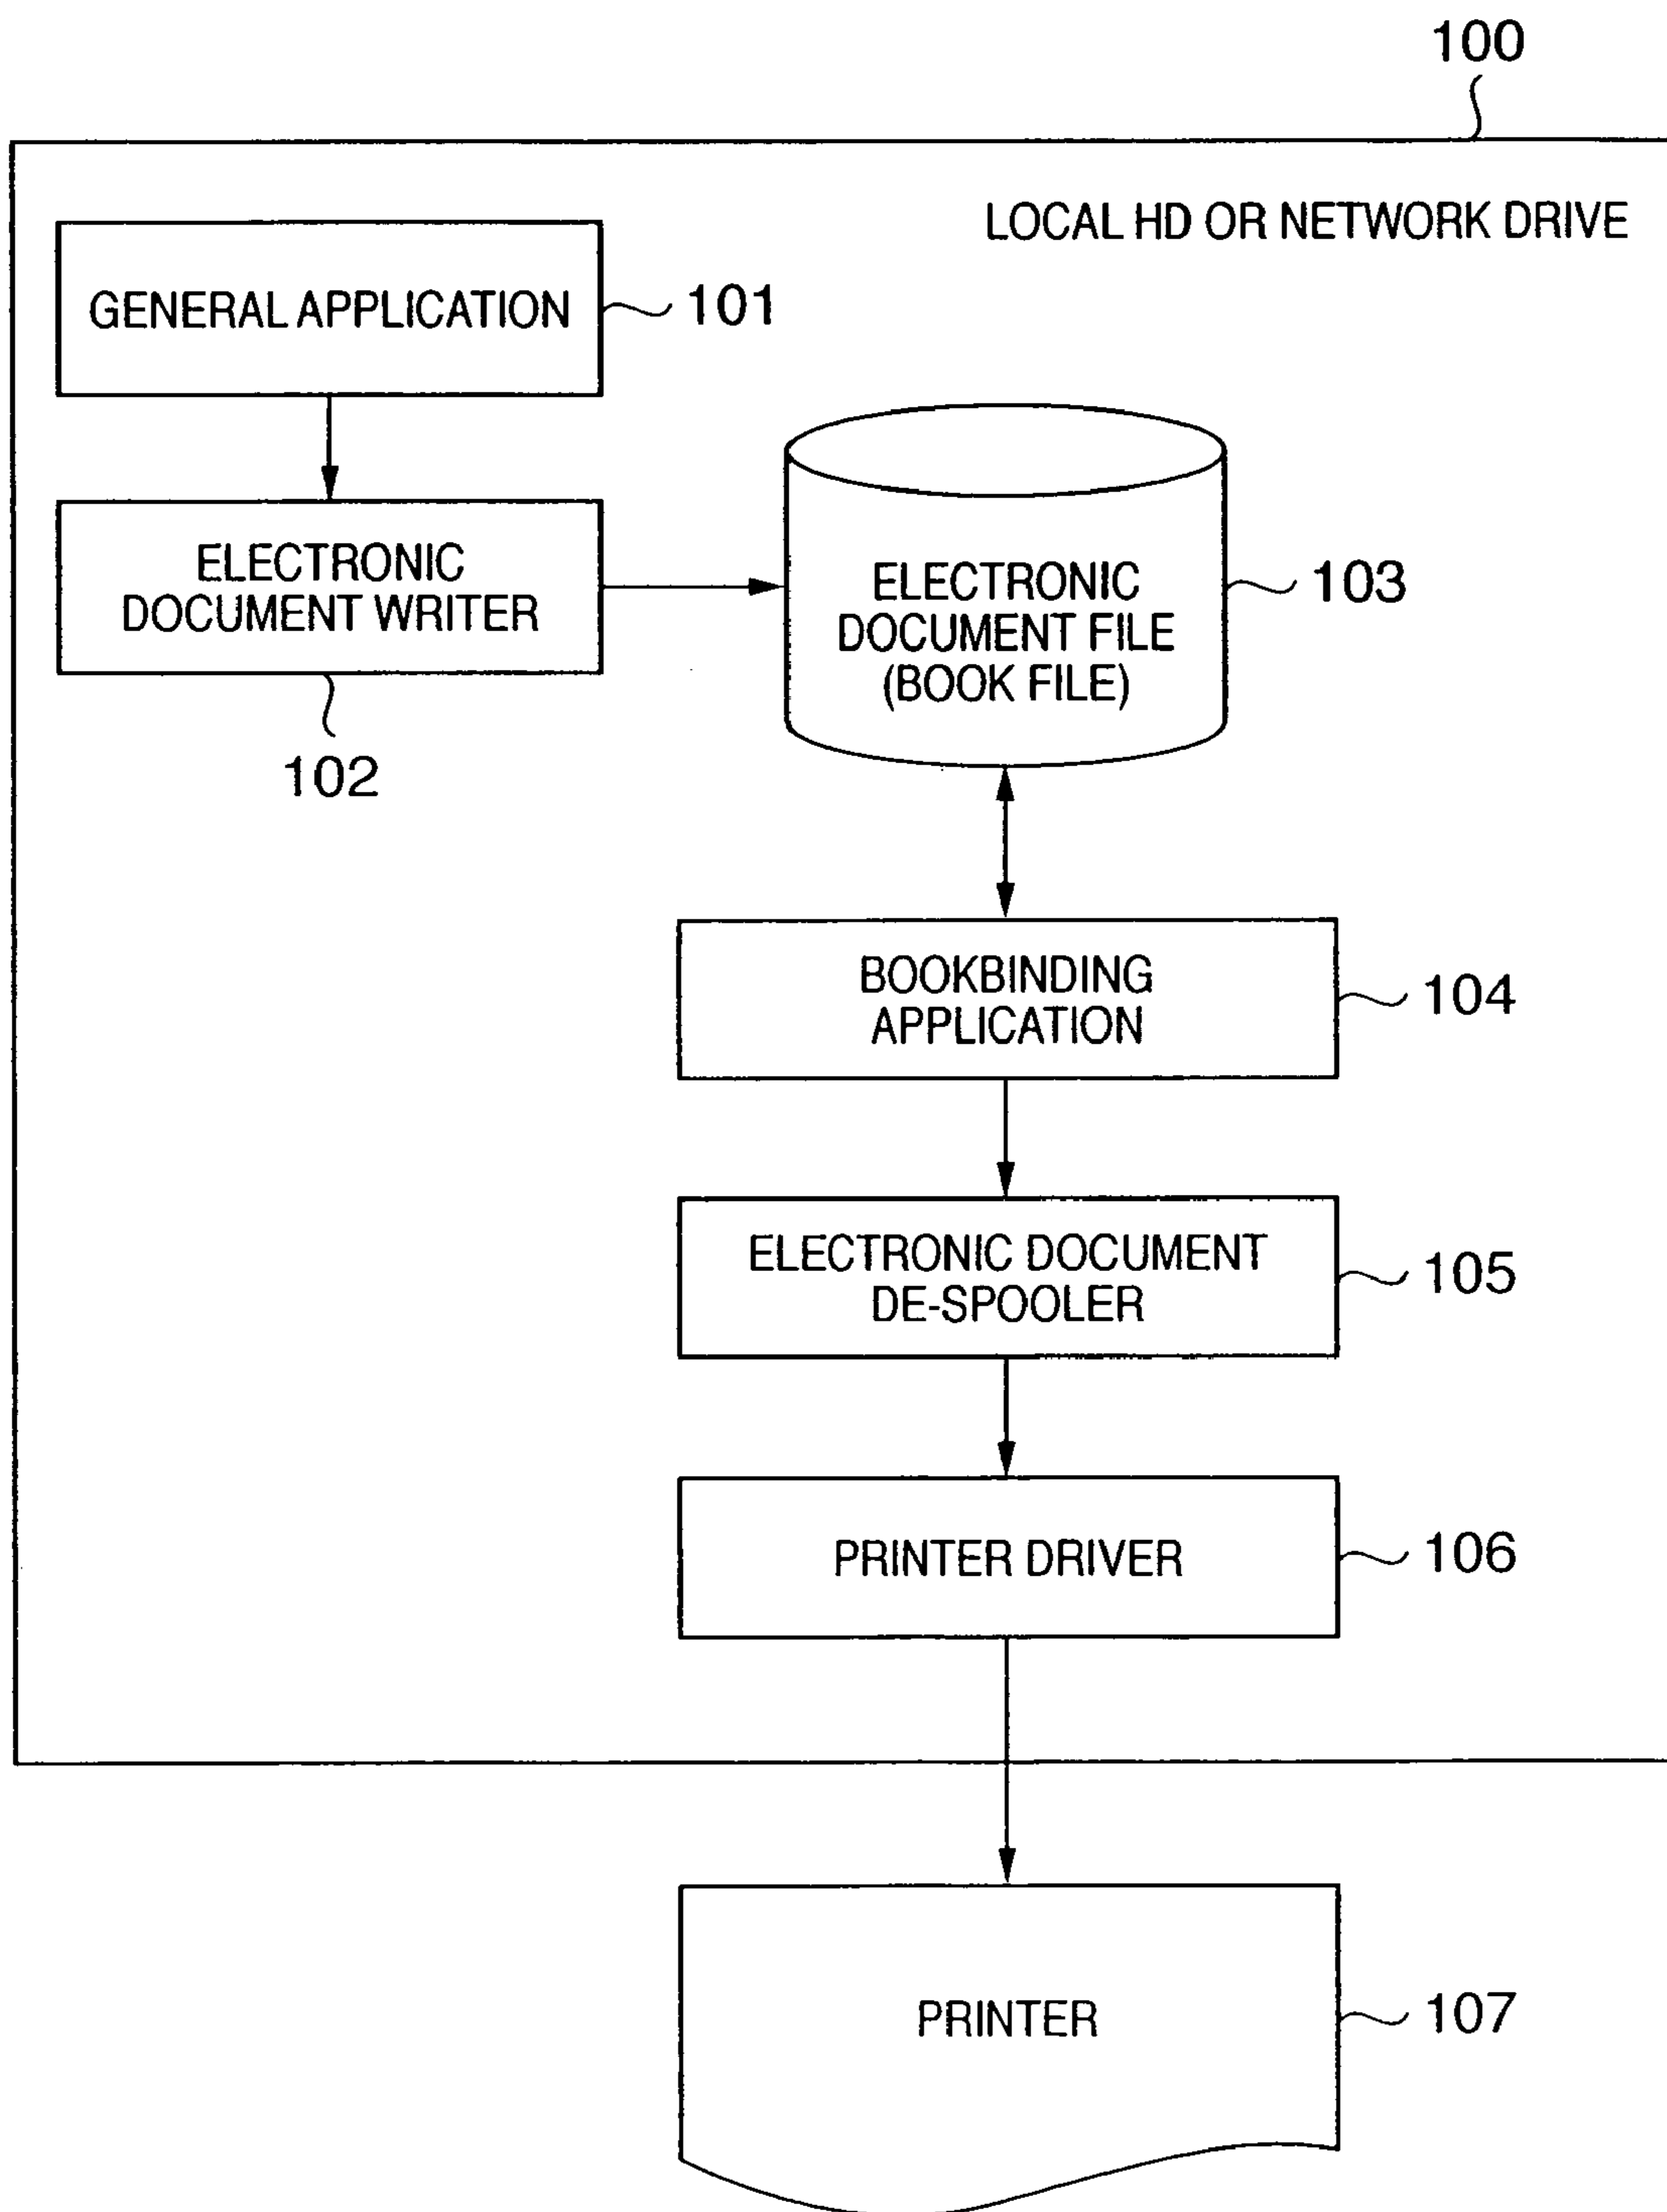 100
LOCAL HD OR NETWORK DRIVE
GENERAL APPLICATION
101
ELECTRONIC
DOCUMENT WRITER
102
ELECTRONIC
DOCUMENT FILE
(BOOK FILE)
103
BOOKBINDING
APPLICATION
104
ELECTRONIC DOCUMENT
DE-SPOOLER
105
PRINTER DRIVER
106
PRINTER
107